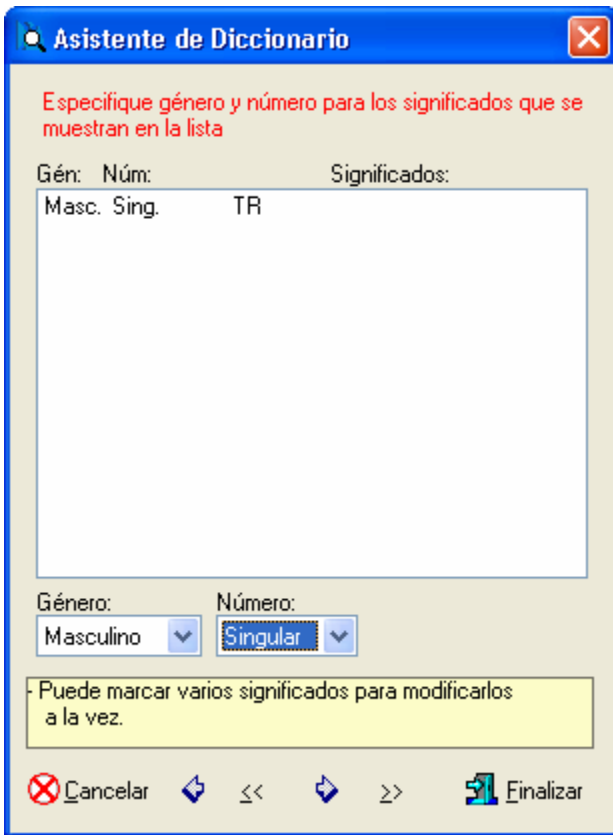 Asistente de Diccionario
Especifique género y número para los significados que se
muestran en la lista
Gén: Núm: Significados:
Masc. Sing. TR
Género: Número:
Masculino Singular
- Puede marcar varios significados para modificarlos
a la vez.
Cancelar << >> Finalizar